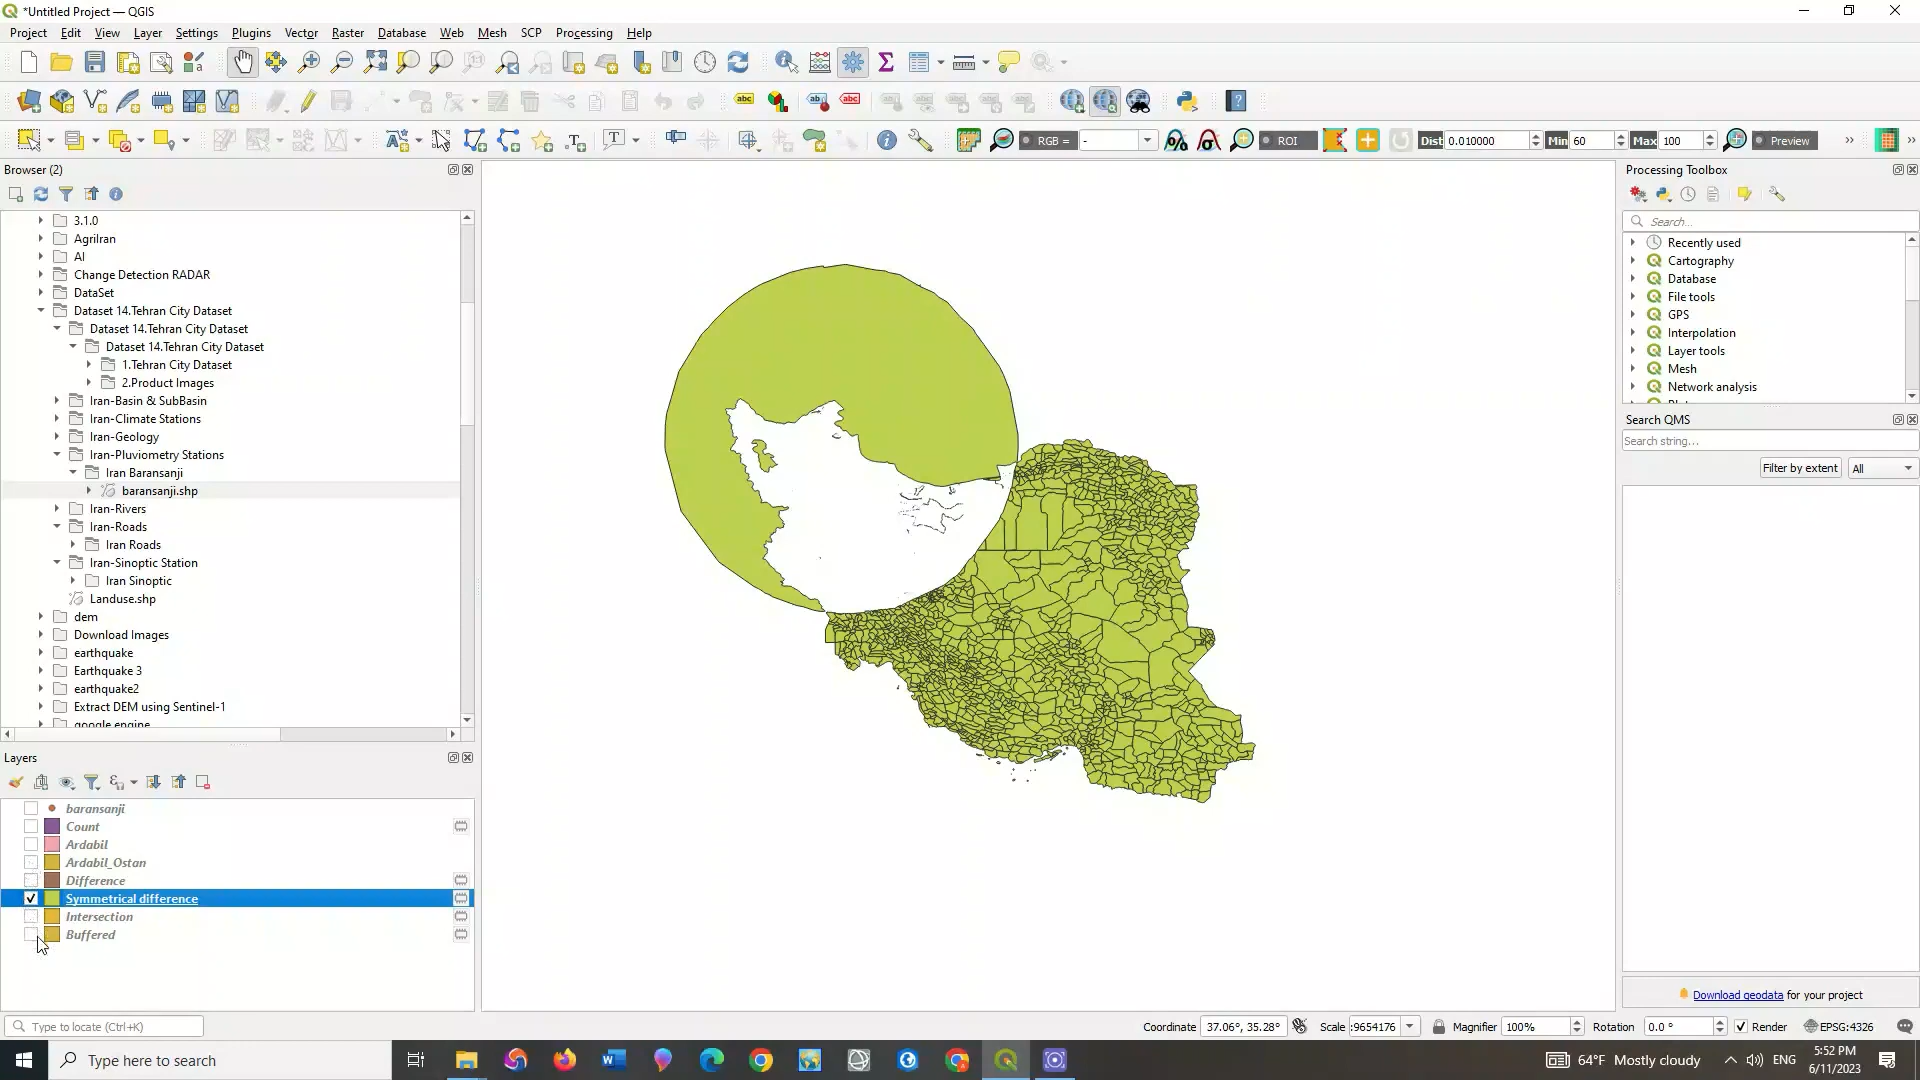 *Untitled Project — QGIS
Project Edit View Layer Settings Plugins Vector Raster Database Web Mesh SCP Processing Help
abc abc abc
RGB = - ROI Dist 0.010000 Min 60 Max 100 Preview
Browser (2)
3.1.0
AgriIran
AI
Change Detection RADAR
DataSet
Dataset 14.Tehran City Dataset
Dataset 14.Tehran City Dataset
Dataset 14.Tehran City Dataset
1.Tehran City Dataset
2.Product Images
Iran-Basin & SubBasin
Iran-Climate Stations
Iran-Geology
Iran-Pluviometry Stations
Iran Baransanji
baransanji.shp
Iran-Rivers
Iran-Roads
Iran Roads
Iran-Sinoptic Station
Iran Sinoptic
Landuse.shp
dem
Download Images
earthquake
Earthquake 3
earthquake2
Extract DEM using Sentinel-1
google engine
Layers
baransanji
Count
Ardabil
Ardabil_Ostan
Difference
Symmetrical difference
Intersection
Buffered
Processing Toolbox
Search...
Recently used
Cartography
Database
File tools
GPS
Interpolation
Layer tools
Mesh
Network analysis
Search QMS
Search string...
Filter by extent All
Download geodata for your project
Type to locate (Ctrl+K)
Coordinate 37.06°, 35.28° Scale :9654176 Magnifier 100% Rotation 0.0 ° Render EPSG:4326
Type here to search
64°F Mostly cloudy ENG
5:52 PM
6/11/2023